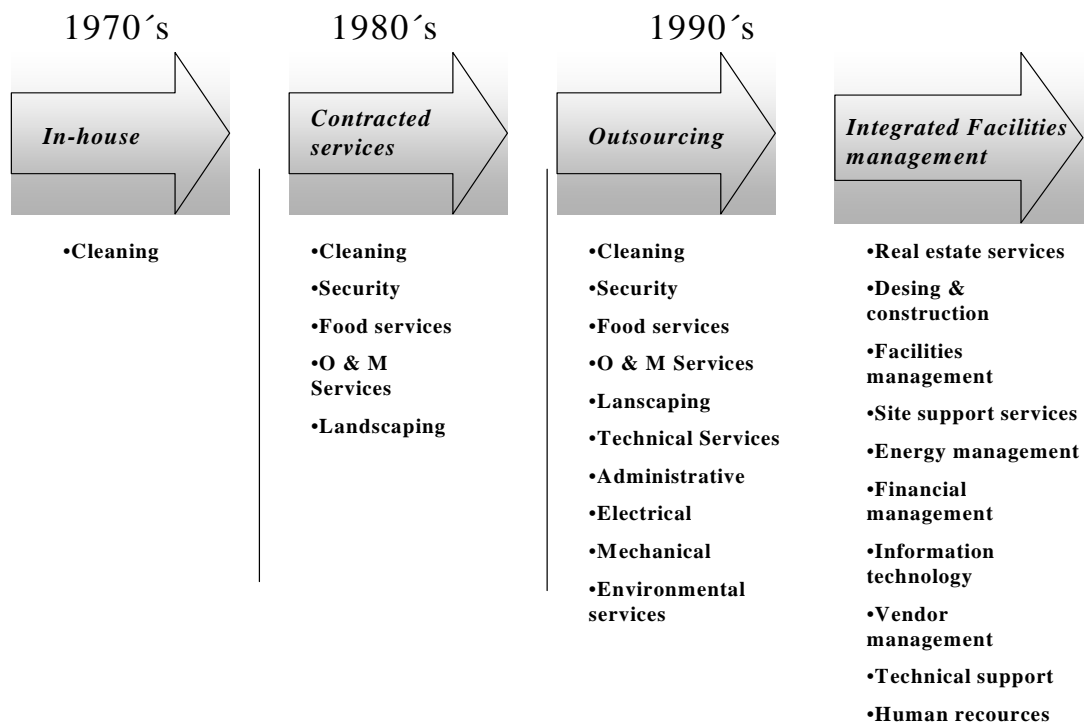 1970´s
In-house
•Cleaning
1980´s
Contracted
services
•Cleaning
•Security
•Food services
•O & M
Services
•Landscaping
1990´s
Outsourcing
•Cleaning
•Security
•Food services
•O & M Services
•Lanscaping
•Technical Services
•Administrative
•Electrical
•Mechanical
•Environmental
services
Integrated Facilities
management
•Real estate services
•Desing &
construction
•Facilities
management
•Site support services
•Energy management
•Financial
management
•Information
technology
•Vendor
management
•Technical support
•Human recources